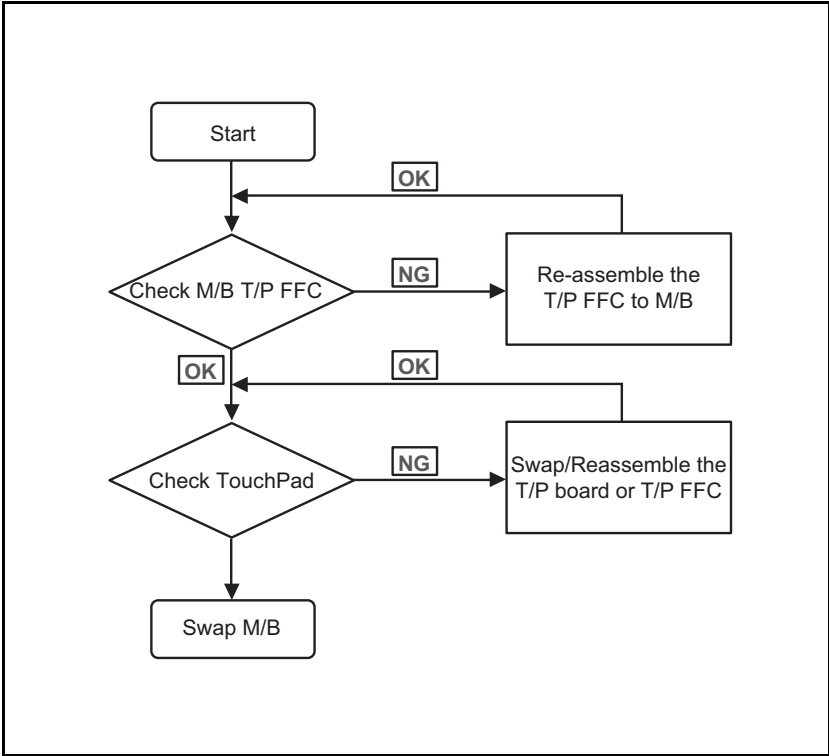 Start
OK
Check M/B T/P FFC
NG
Re-assemble the
T/P FFC to M/B
OK
OK
Check TouchPad
NG
Swap/Reassemble the
T/P board or T/P FFC
Swap M/B